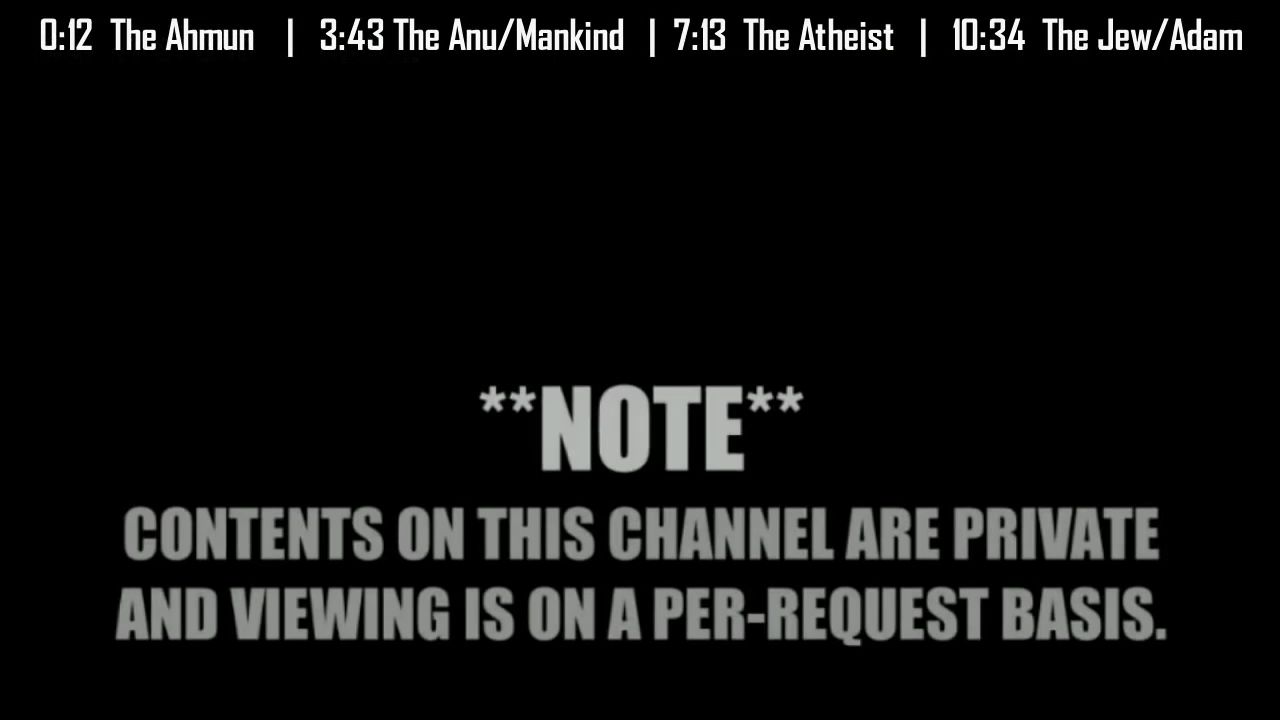 0:12 The Ahmun | 3:43 The Anu/Mankind | 7:13 The Atheist | 10:34 The Jew/Adam
**NOTE**
CONTENTS ON THIS CHANNEL ARE PRIVATE
AND VIEWING IS ON A PER-REQUEST BASIS.